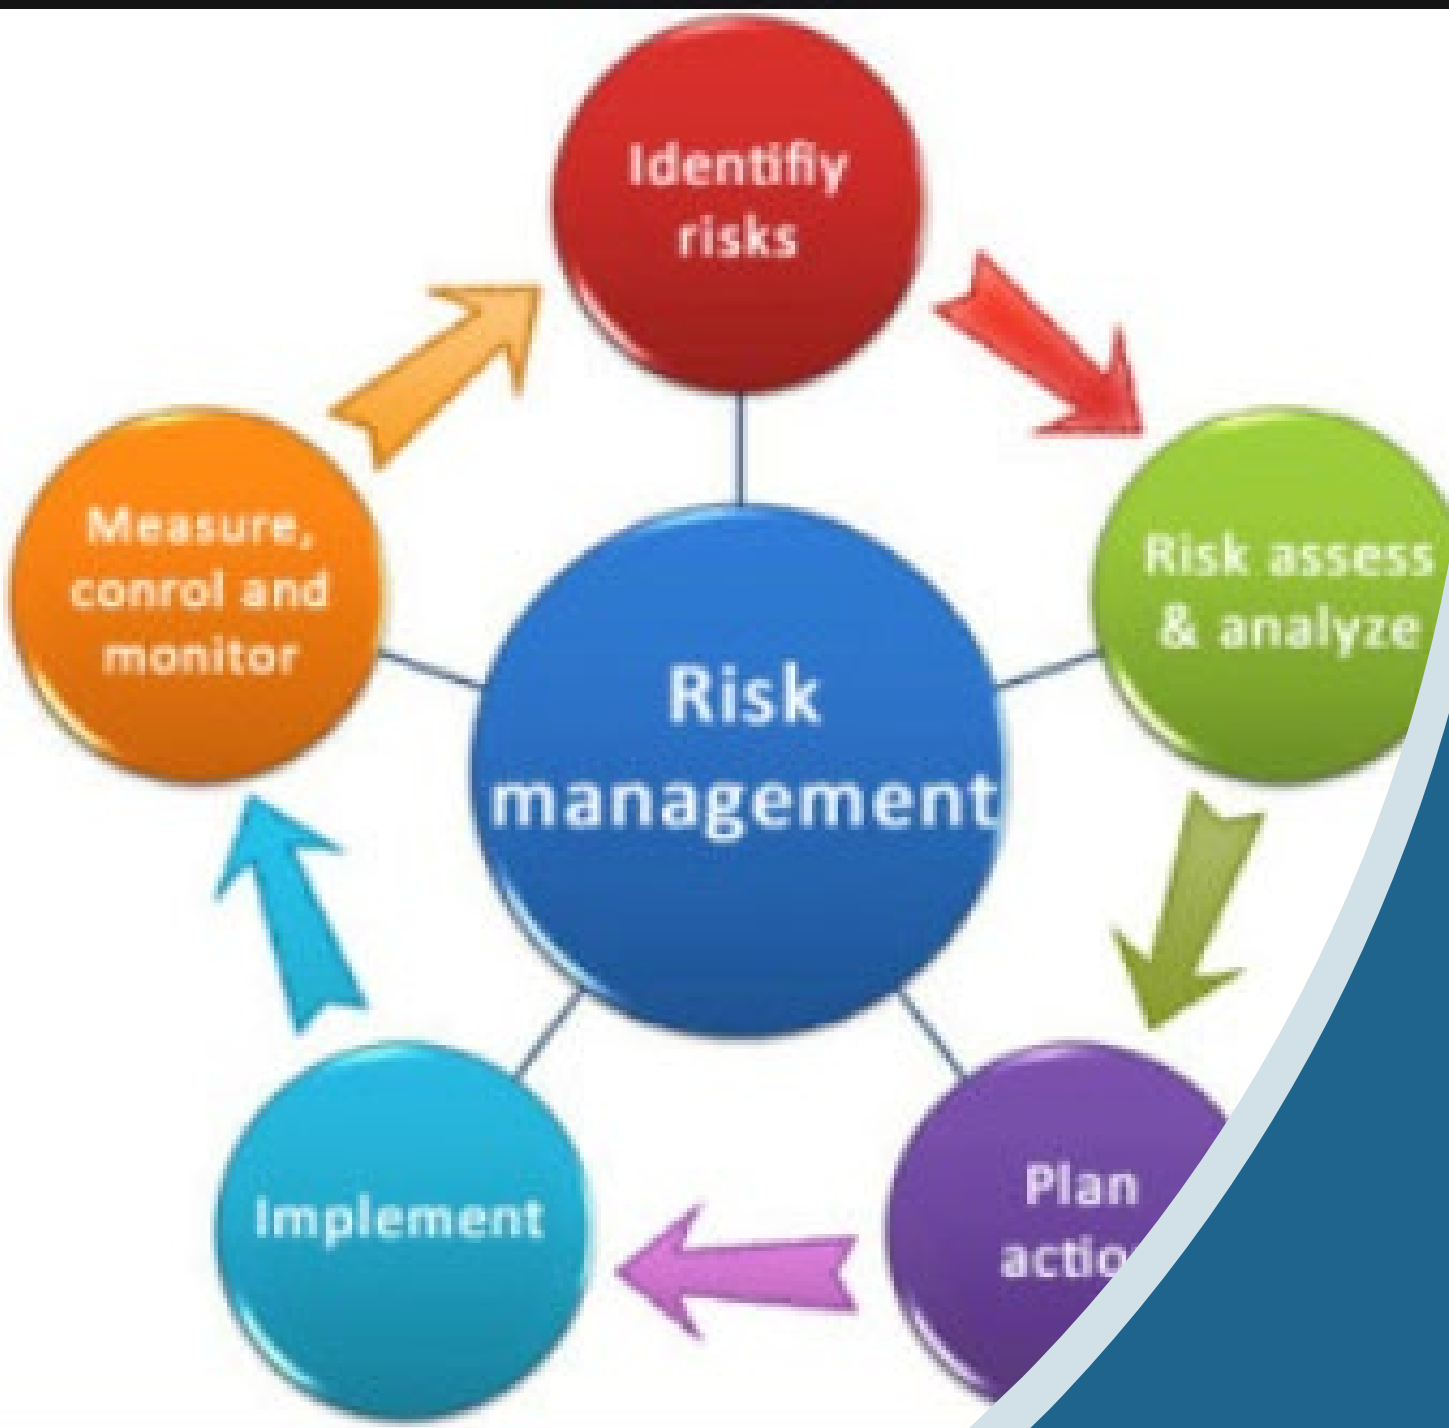 Identifiy
risks
Risk assess
& analyze
Plan
Implement
Measure,
conrol and
monitor
Risk
management